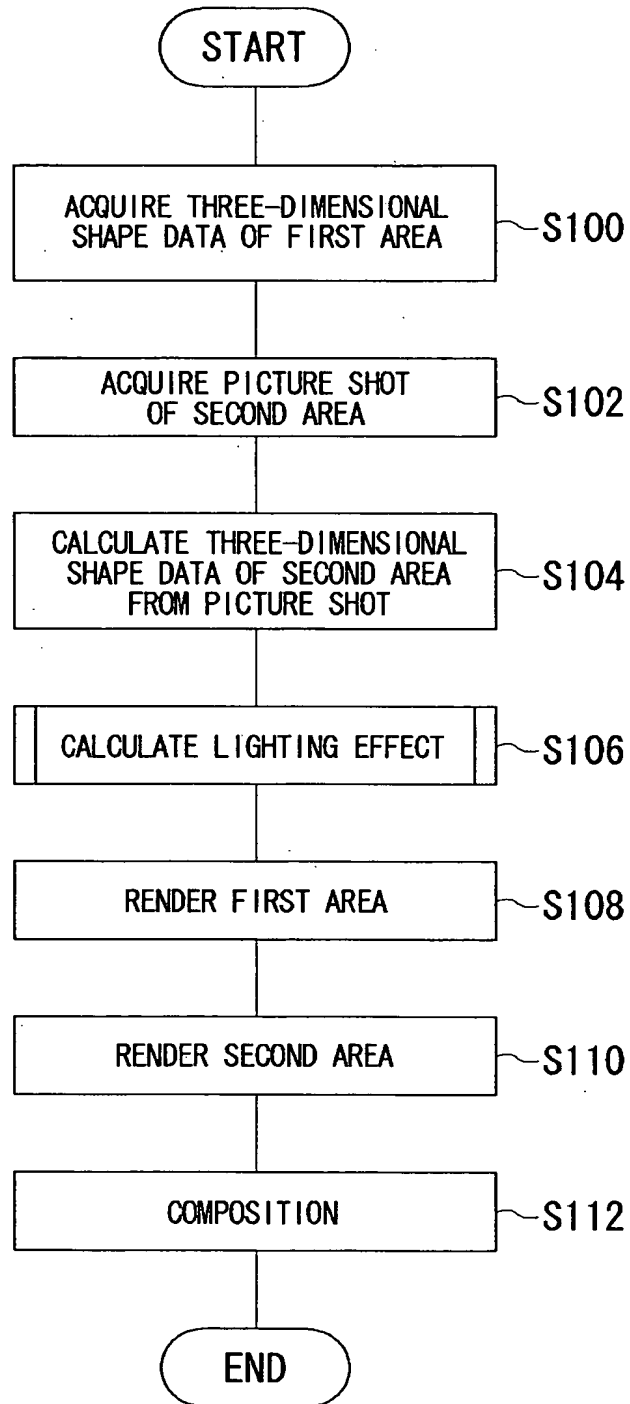 START
ACQUIRE THREE-DIMENSIONAL
SHAPE DATA OF FIRST AREA
S100
ACQUIRE PICTURE SHOT
OF SECOND AREA
S102
CALCULATE THREE-DIMENSIONAL
SHAPE DATA OF SECOND AREA
FROM PICTURE SHOT
S104
CALCULATE LIGHTING EFFECT
S106
RENDER FIRST AREA
S108
RENDER SECOND AREA
S110
COMPOSITION
S112
END